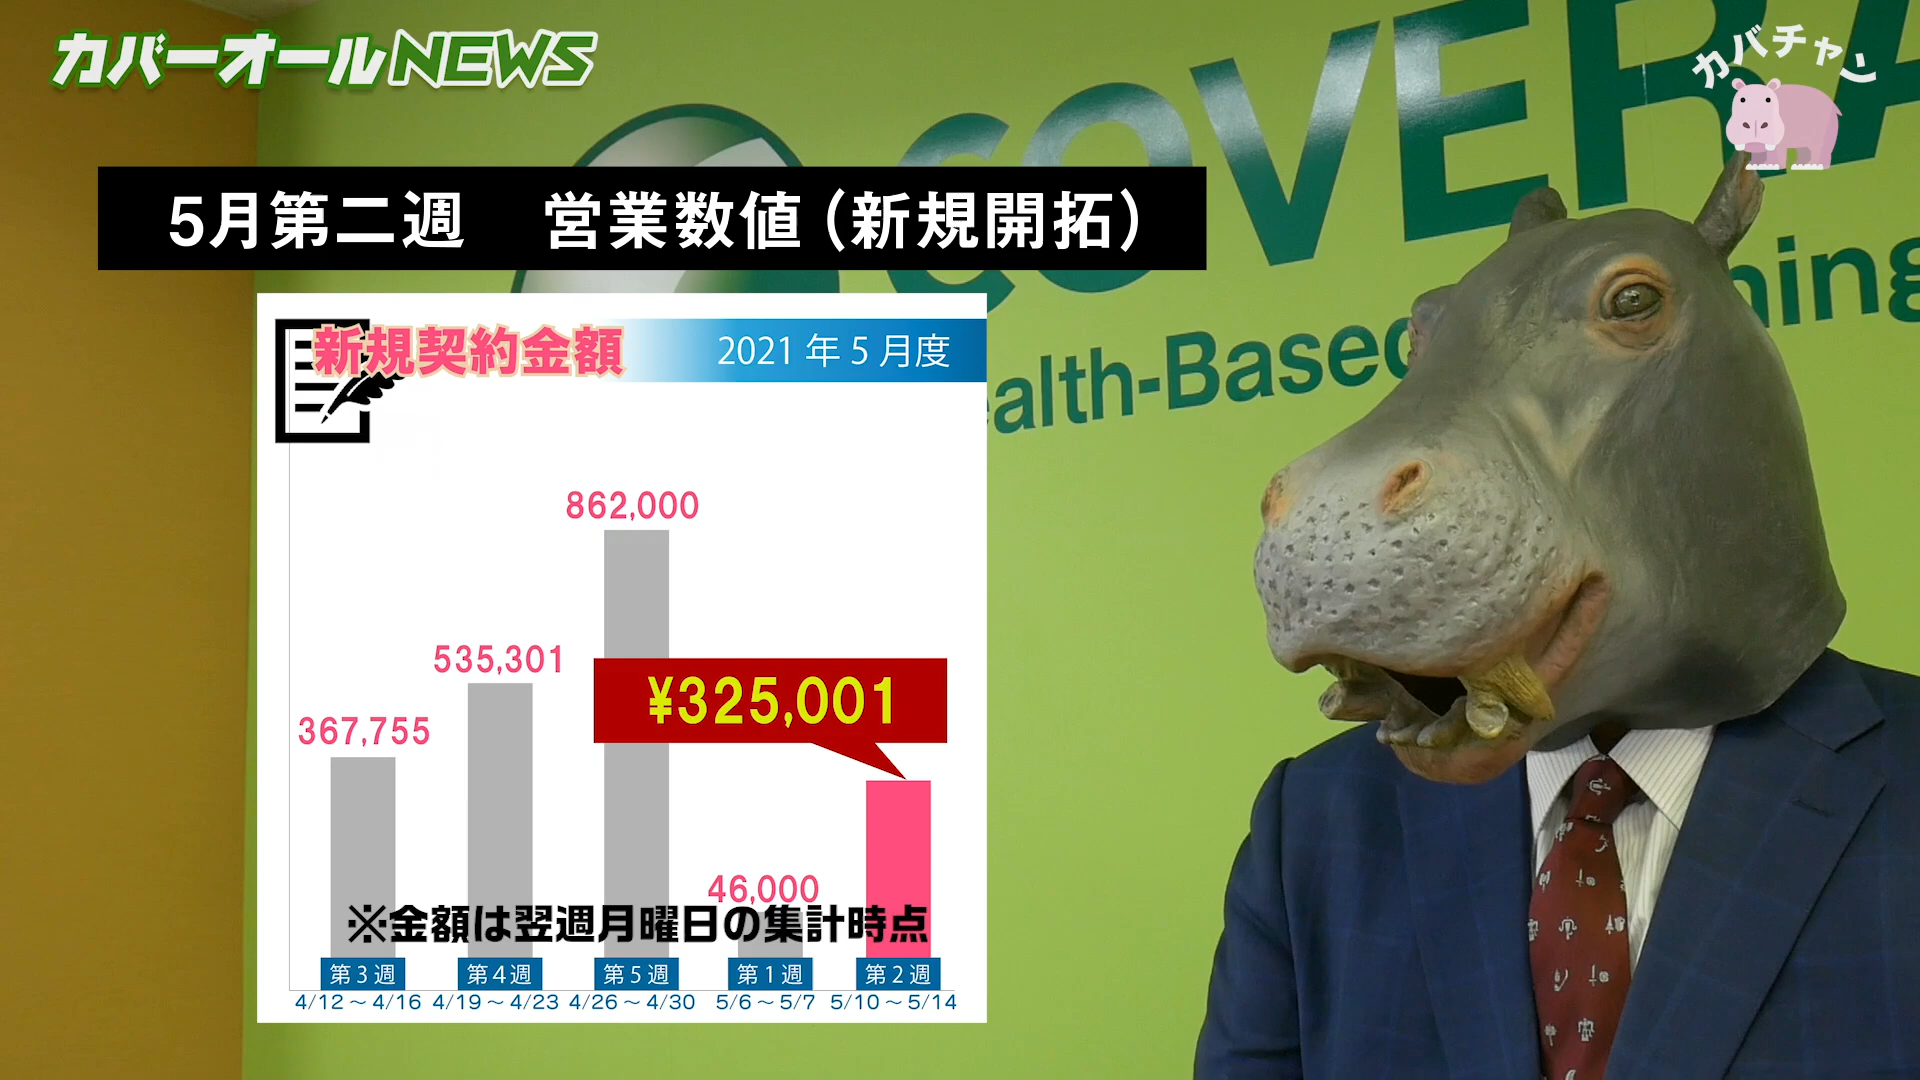 カバーオールNEWS
カバチャン
COVERA
ealth-Based
ning
5月第二週　営業数値（新規開拓）
新規契約金額
2021年5月度
862,000
535,301
367,755
¥325,001
46,000
※金額は翌週月曜日の集計時点
第3週 第4週 第5週 第1週 第2週
4/12～4/16 4/19～4/23 4/26～4/30 5/6～5/7 5/10～5/14